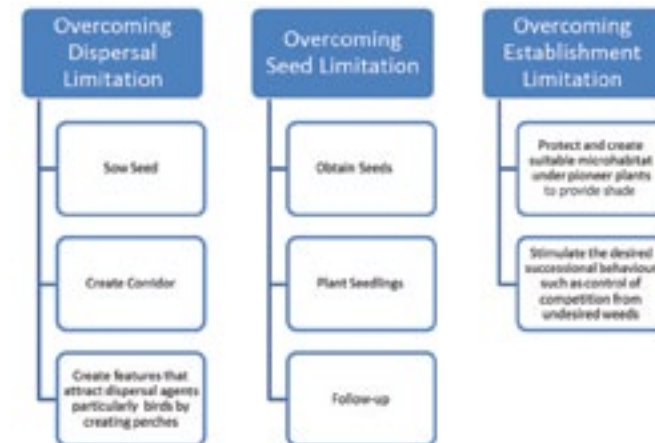 Overcoming
Dispersal
Limitation
Sow Seed
Create Corridor
Create features that
attract dispersal agents
particularly birds by
creating perches
Overcoming
Seed Limitation
Obtain Seeds
Plant Seedlings
Follow-up
Overcoming
Establishment
Limitation
Protect and create
suitable microhabitat
under pioneer plants
to provide shade
Stimulate the desired
successional behaviour
such as control of
competition from
undesired weeds